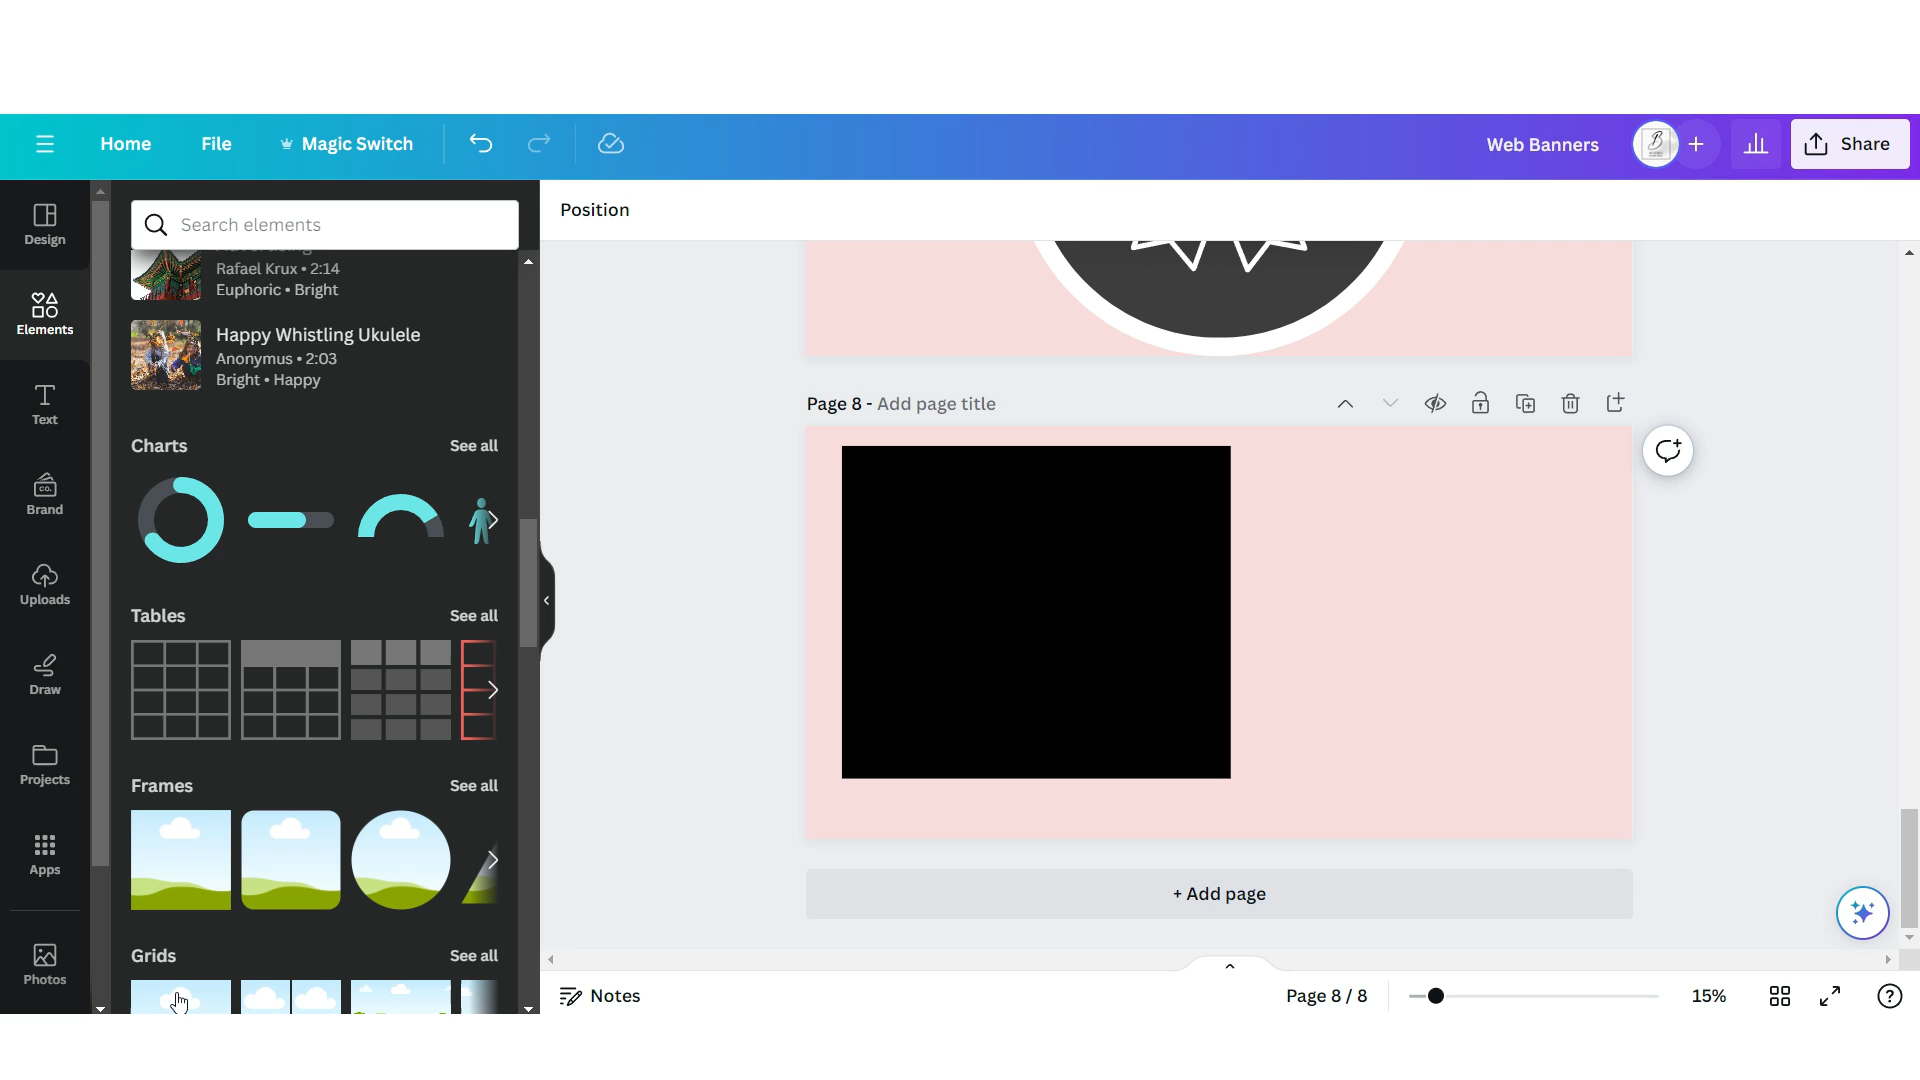 Home
File
Magic Switch
Web Banners
Share
Design
Elements
Text
Brand
CO.
Uploads
Draw
Projects
Apps
Photos
Search elements
Rafael Krux • 2:14
Euphoric • Bright
Happy Whistling Ukulele
Anonymus • 2:03
Bright • Happy
Charts
See all
Tables
See all
Frames
See all
Grids
See all
Position
Page 8 - Add page title
+ Add page
Notes
Page 8 / 8
15%